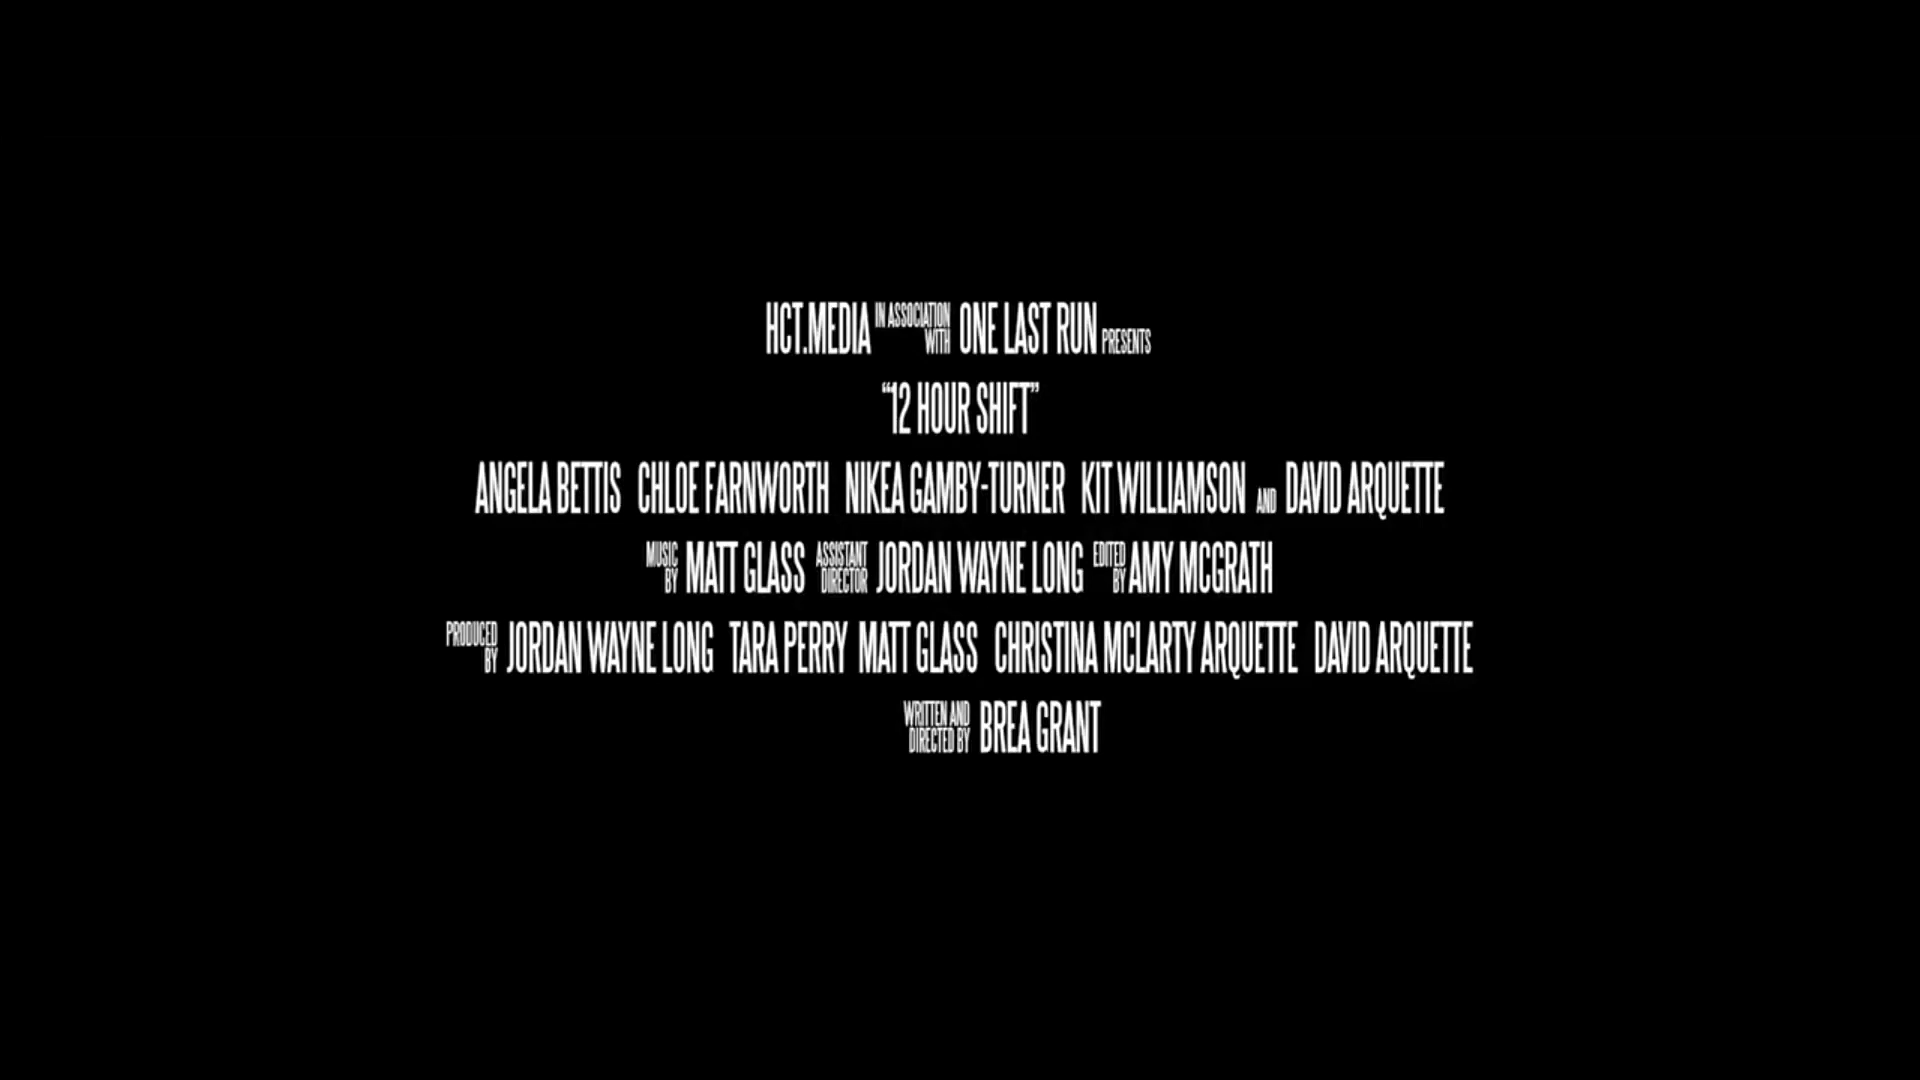 HCT.MEDIA IN ASSOCIATION WITH ONE LAST RUN PRESENTS
“12 HOUR SHIFT”
ANGELA BETTIS CHLOE FARNWORTH NIKEA GAMBY-TURNER KIT WILLIAMSON AND DAVID ARQUETTE
MUSIC BY MATT GLASS ASSISTANT DIRECTOR JORDAN WAYNE LONG EDITED BY AMY MCGRATH
PRODUCED BY JORDAN WAYNE LONG TARA PERRY MATT GLASS CHRISTINA MCLARTY ARQUETTE DAVID ARQUETTE
WRITTEN AND DIRECTED BY BREA GRANT